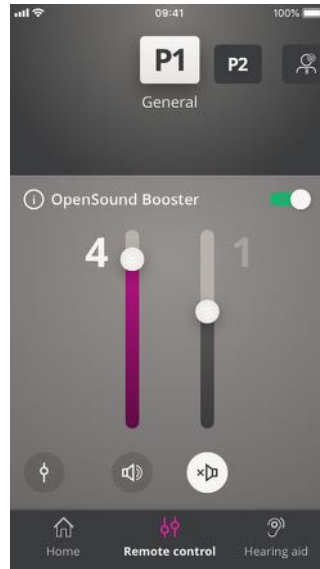 09:41 100%
P1 P2
General
OpenSound Booster
4 1
Home Remote control Hearing aid